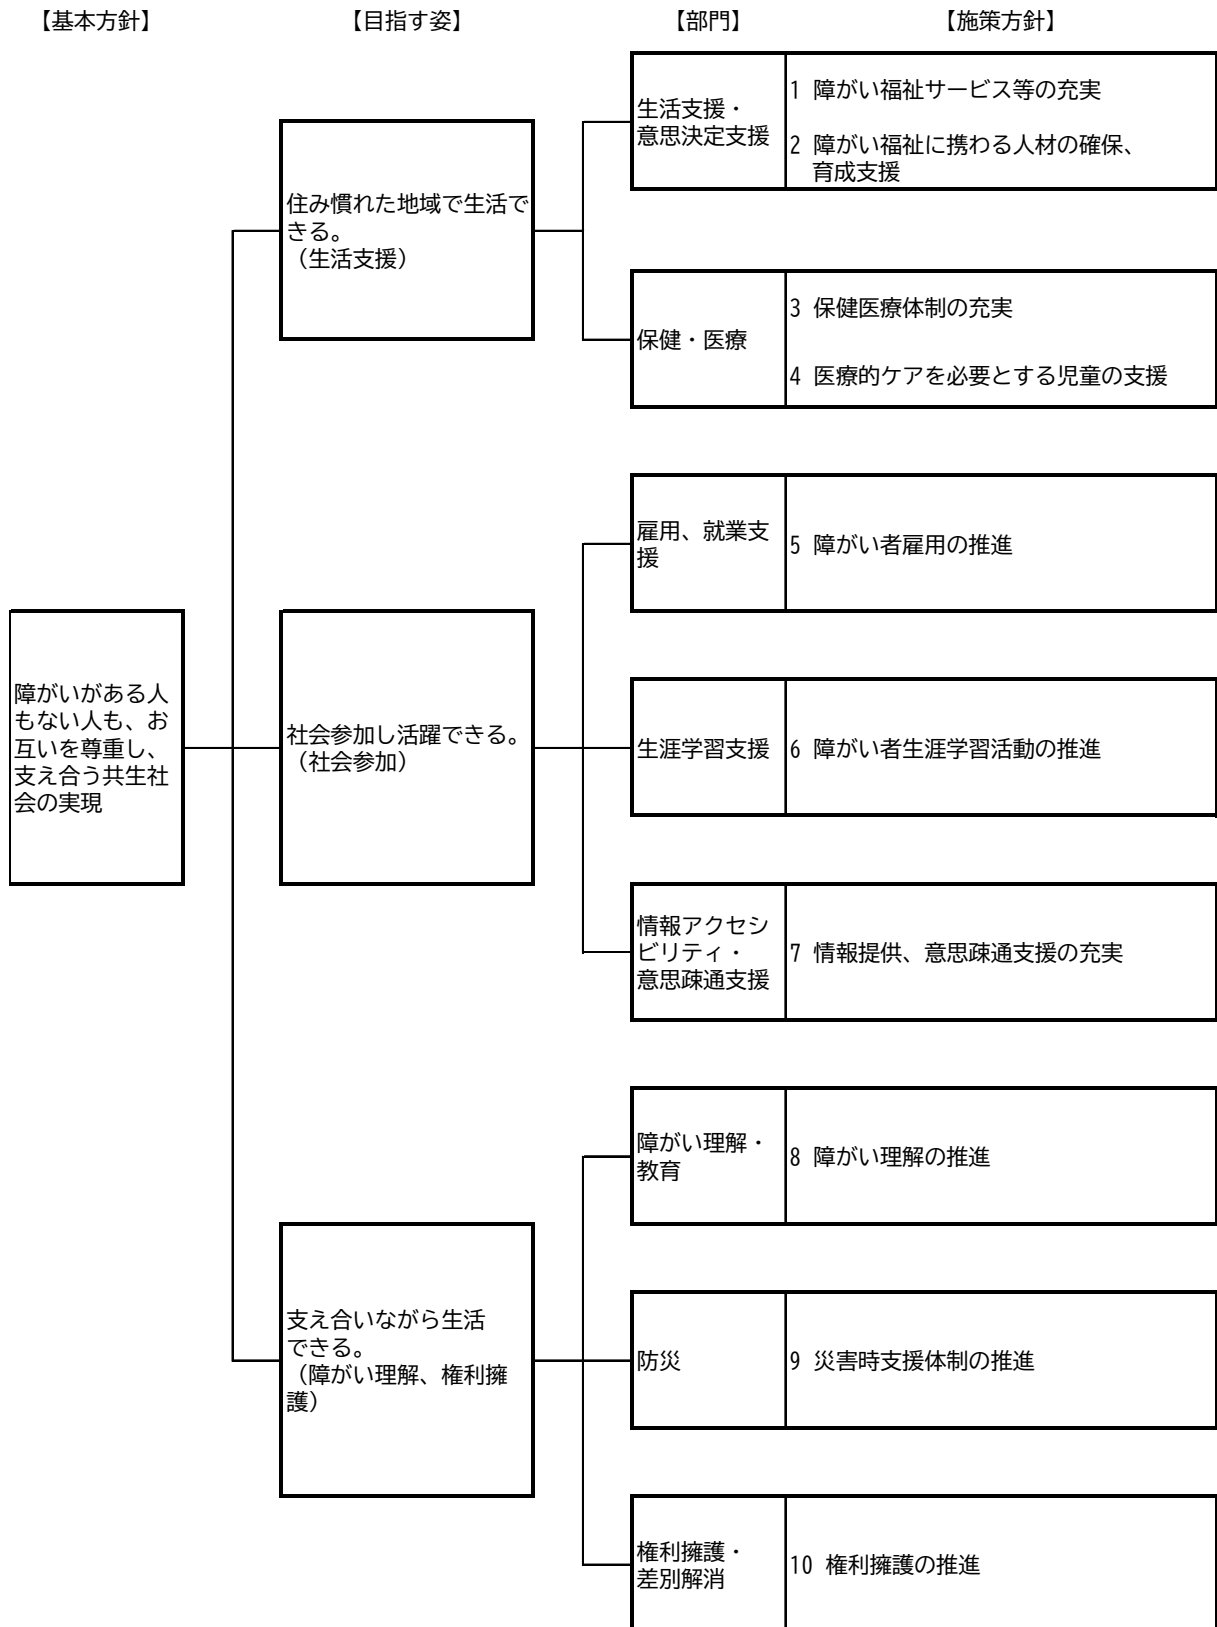 【基本方針】
【目指す姿】
【部門】
【施策方針】
障がいがある人
もない人も、お
互いを尊重し、
支え合う共生社
会の実現
住み慣れた地域で生活で
きる。
（生活支援）
生活支援・
意思決定支援
1 障がい福祉サービス等の充実
2 障がい福祉に携わる人材の確保、
育成支援
保健・医療
3 保健医療体制の充実
4 医療的ケアを必要とする児童の支援
社会参加し活躍できる。
（社会参加）
雇用、就業支
援
5 障がい者雇用の推進
生涯学習支援
6 障がい者生涯学習活動の推進
情報アクセシ
ビリティ・
意思疎通支援
7 情報提供、意思疎通支援の充実
支え合いながら生活
できる。
（障がい理解、権利擁
護）
障がい理解・
教育
8 障がい理解の推進
防災
9 災害時支援体制の推進
権利擁護・
差別解消
10 権利擁護の推進